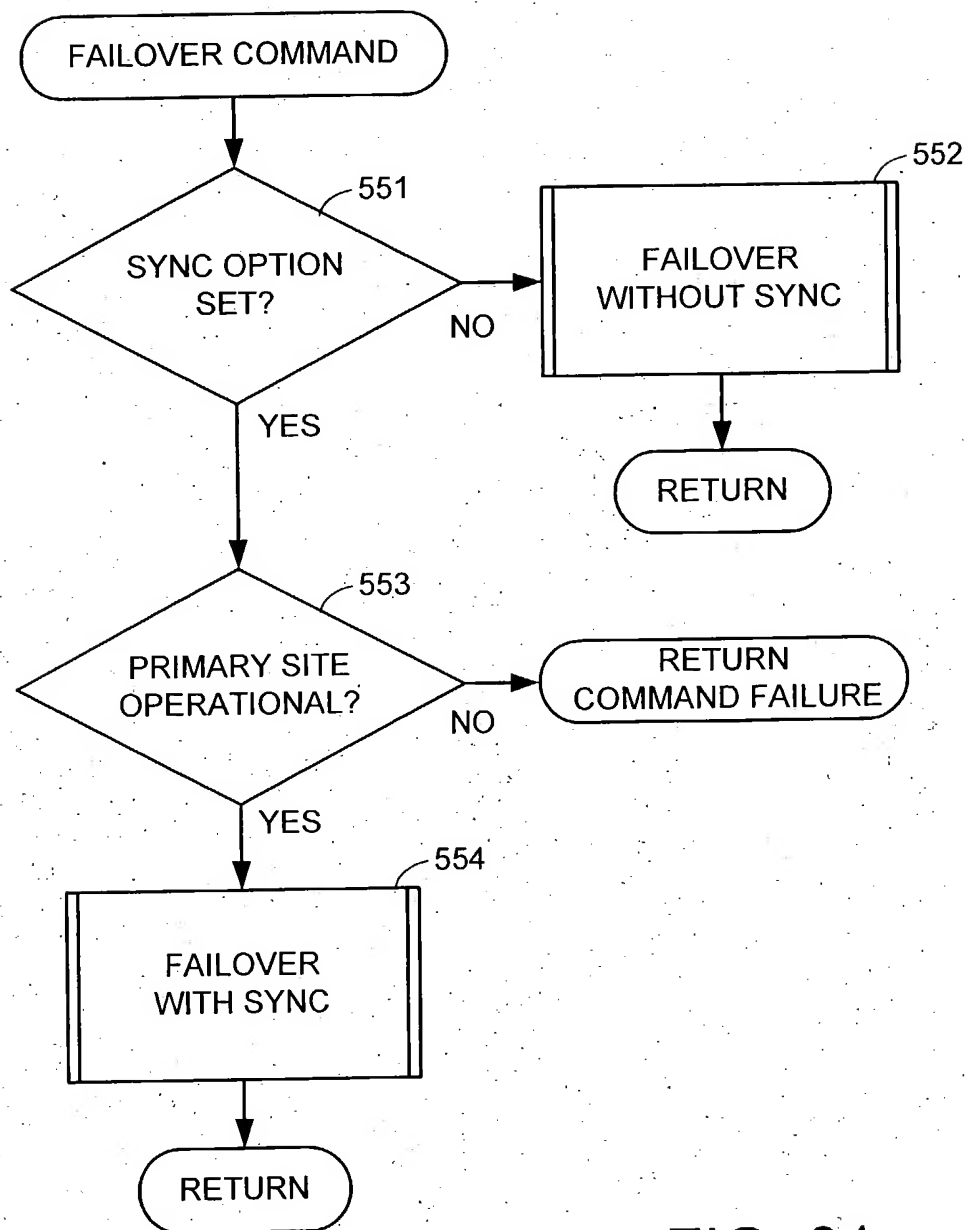 FAILOVER COMMAND
551
SYNC OPTION
SET?
NO
552
FAILOVER
WITHOUT SYNC
RETURN
YES
553
PRIMARY SITE
OPERATIONAL?
NO
RETURN
COMMAND FAILURE
YES
554
FAILOVER
WITH SYNC
RETURN